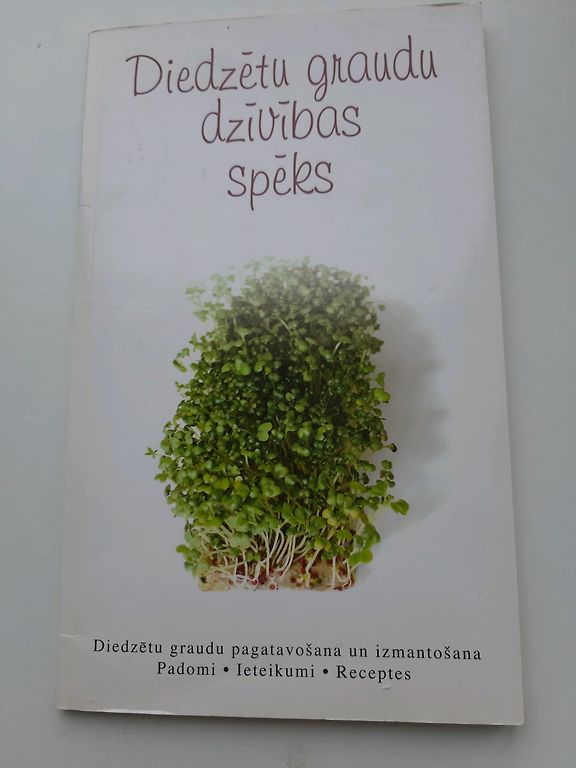 Diedzētu graudu
dzīvības
spēks
Diedzētu graudu pagatavošana un izmantošana
Padomi • Ieteikumi • Receptes